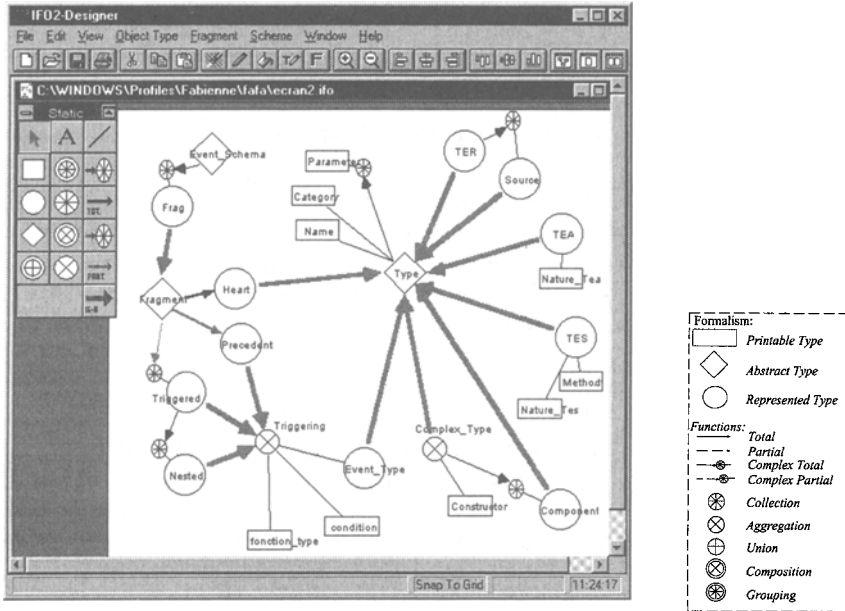 IFO2-Designer
File Edit View Object Type Fragment Scheme Window Help
C:\WINDOWS\Profiles\Fabienne\fafa\ecran2.ifo
Static
A
TOT.
PART
IS-A
Event_Schema
Frag
Fragment
Heart
Precedent
Triggered
Nested
Triggering
fonction_type
condition
Event_Type
Parameter
Category
Name
Type
TER
Source
TEA
Nature_Tea
TES
Method
Nature_Tes
Complex_Type
Constructor
Component
Snap To Grid
11:24:17
Formalism:
Printable Type
Abstract Type
Represented Type
Functions:
Total
Partial
Complex Total
Complex Partial
Collection
Aggregation
Union
Composition
Grouping